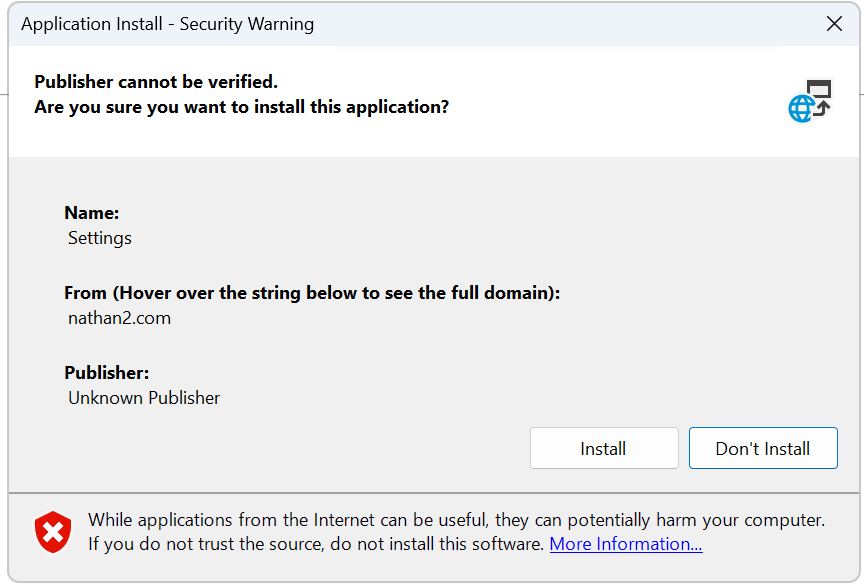 Application Install - Security Warning
Publisher cannot be verified.
Are you sure you want to install this application?
Name:
Settings
From (Hover over the string below to see the full domain):
nathan2.com
Publisher:
Unknown Publisher
Install
Don't Install
While applications from the Internet can be useful, they can potentially harm your computer.
If you do not trust the source, do not install this software. More Information...